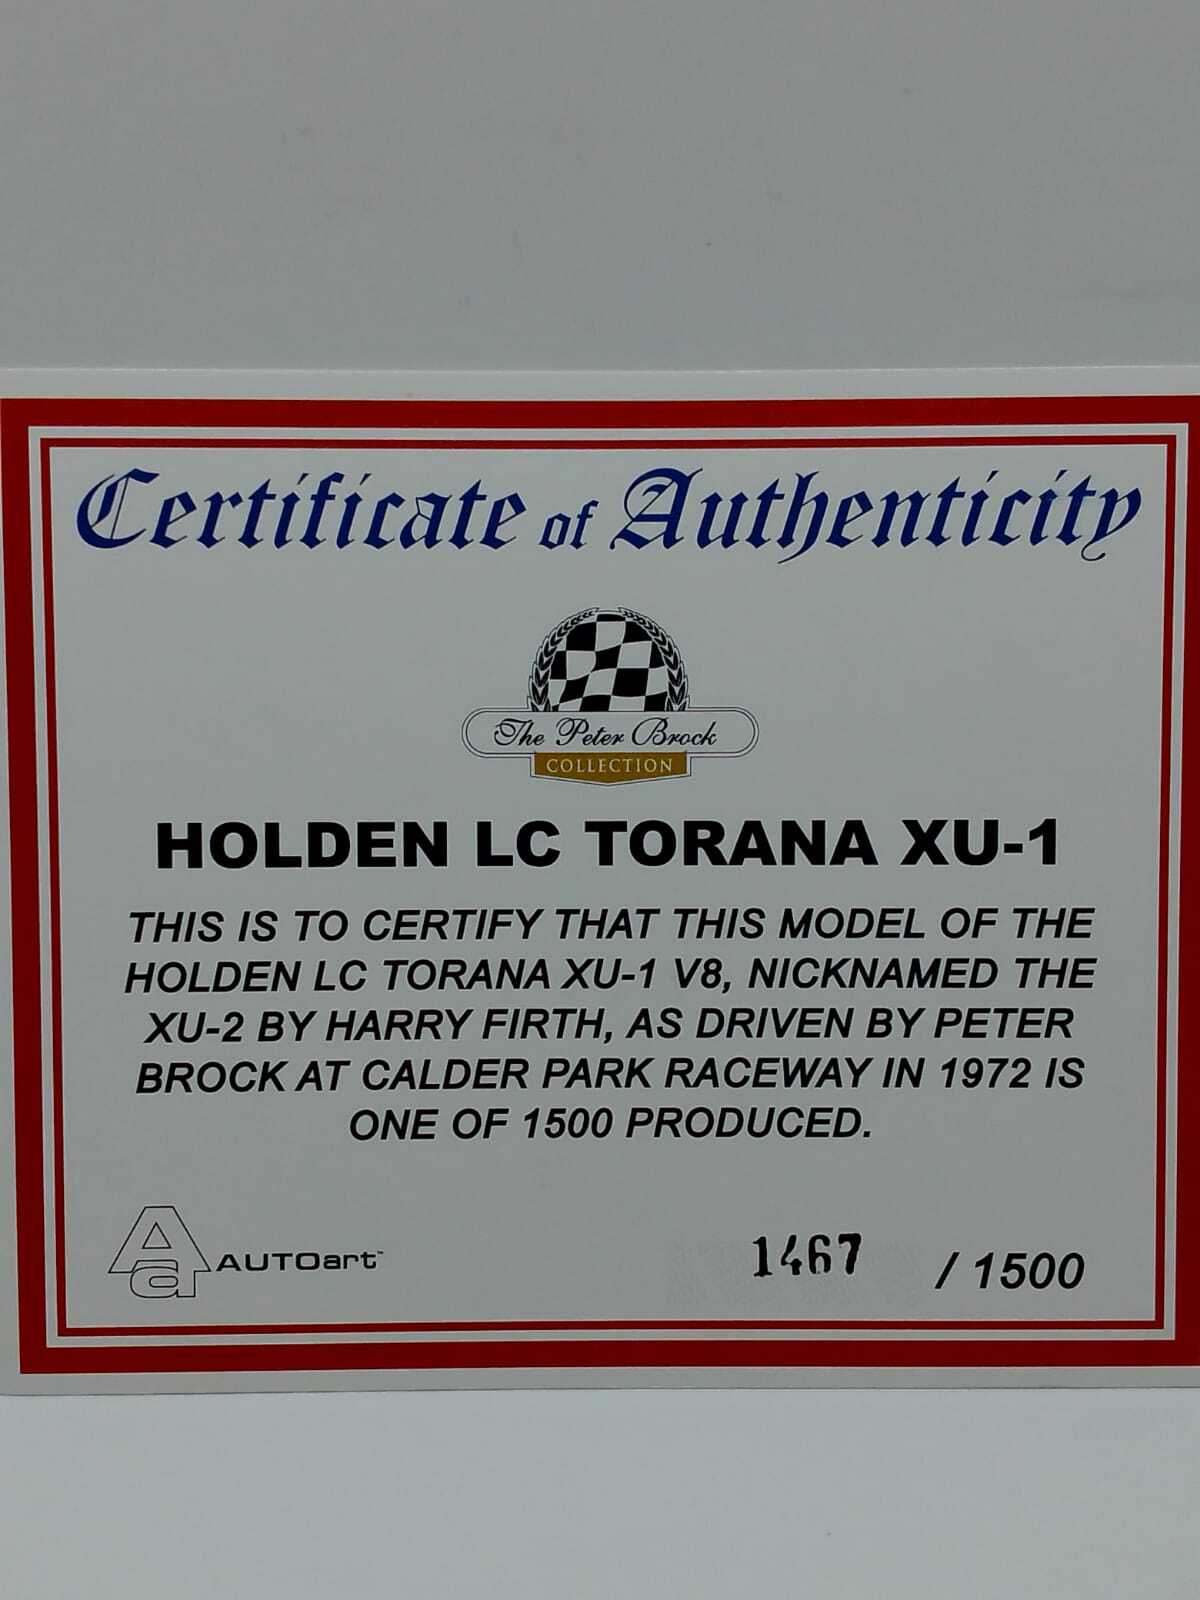 Certificate of Authenticity
The Peter Brock
COLLECTION
HOLDEN LC TORANA XU-1
THIS IS TO CERTIFY THAT THIS MODEL OF THE
HOLDEN LC TORANA XU-1 V8, NICKNAMED THE
XU-2 BY HARRY FIRTH, AS DRIVEN BY PETER
BROCK AT CALDER PARK RACEWAY IN 1972 IS
ONE OF 1500 PRODUCED.
Aa AUTOart™ 1467 / 1500